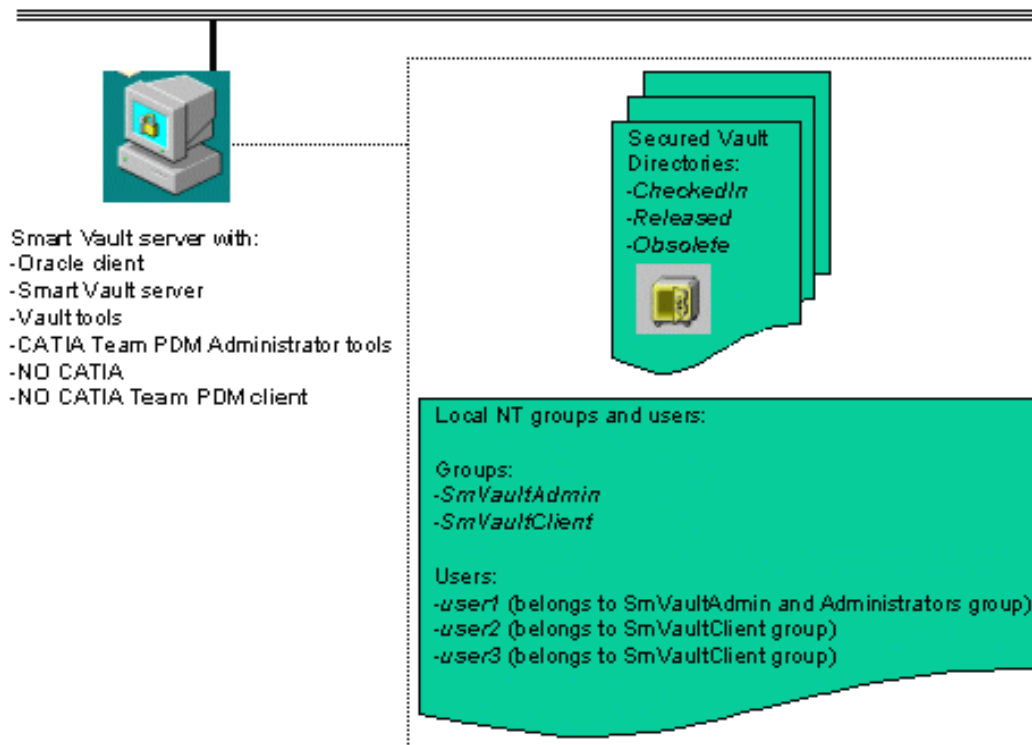 Smart Vault server with:
-Oracle client
-Smart Vault server
-Vault tools
-CATIA Team PDM Administrator tools
-NO CATIA
-NO CATIA Team PDM client
Secured Vault
Directories:
-CheckedIn
-Released
-Obsolete
Local NT groups and users:
Groups:
-SmVaultAdmin
-SmVaultClient
Users:
-user1 (belongs to SmVaultAdmin and Administrators group)
-user2 (belongs to SmVaultClient group)
-user3 (belongs to SmVaultClient group)